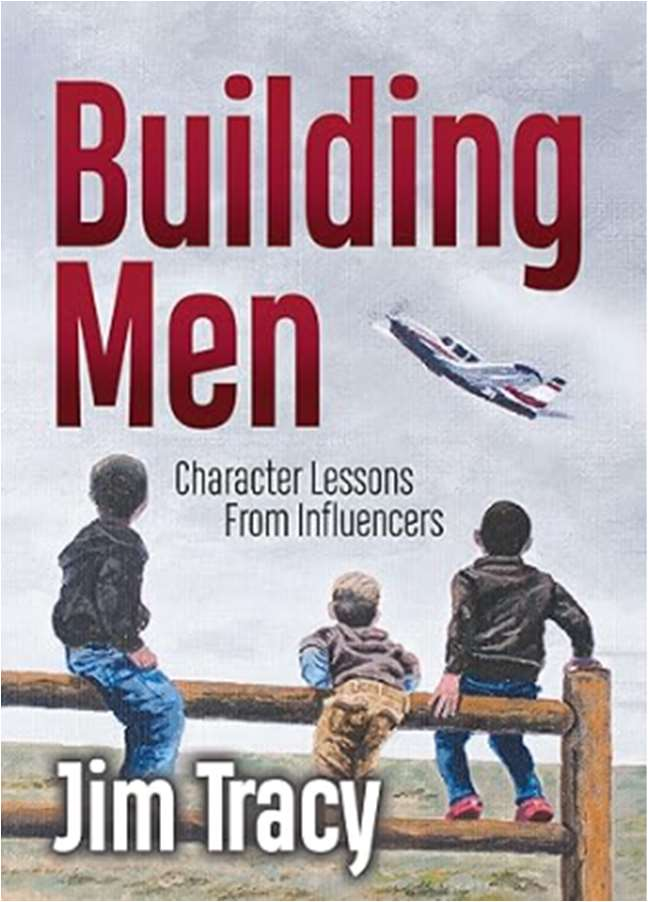 Building
Men
Character Lessons
From Influencers
Jim Tracy